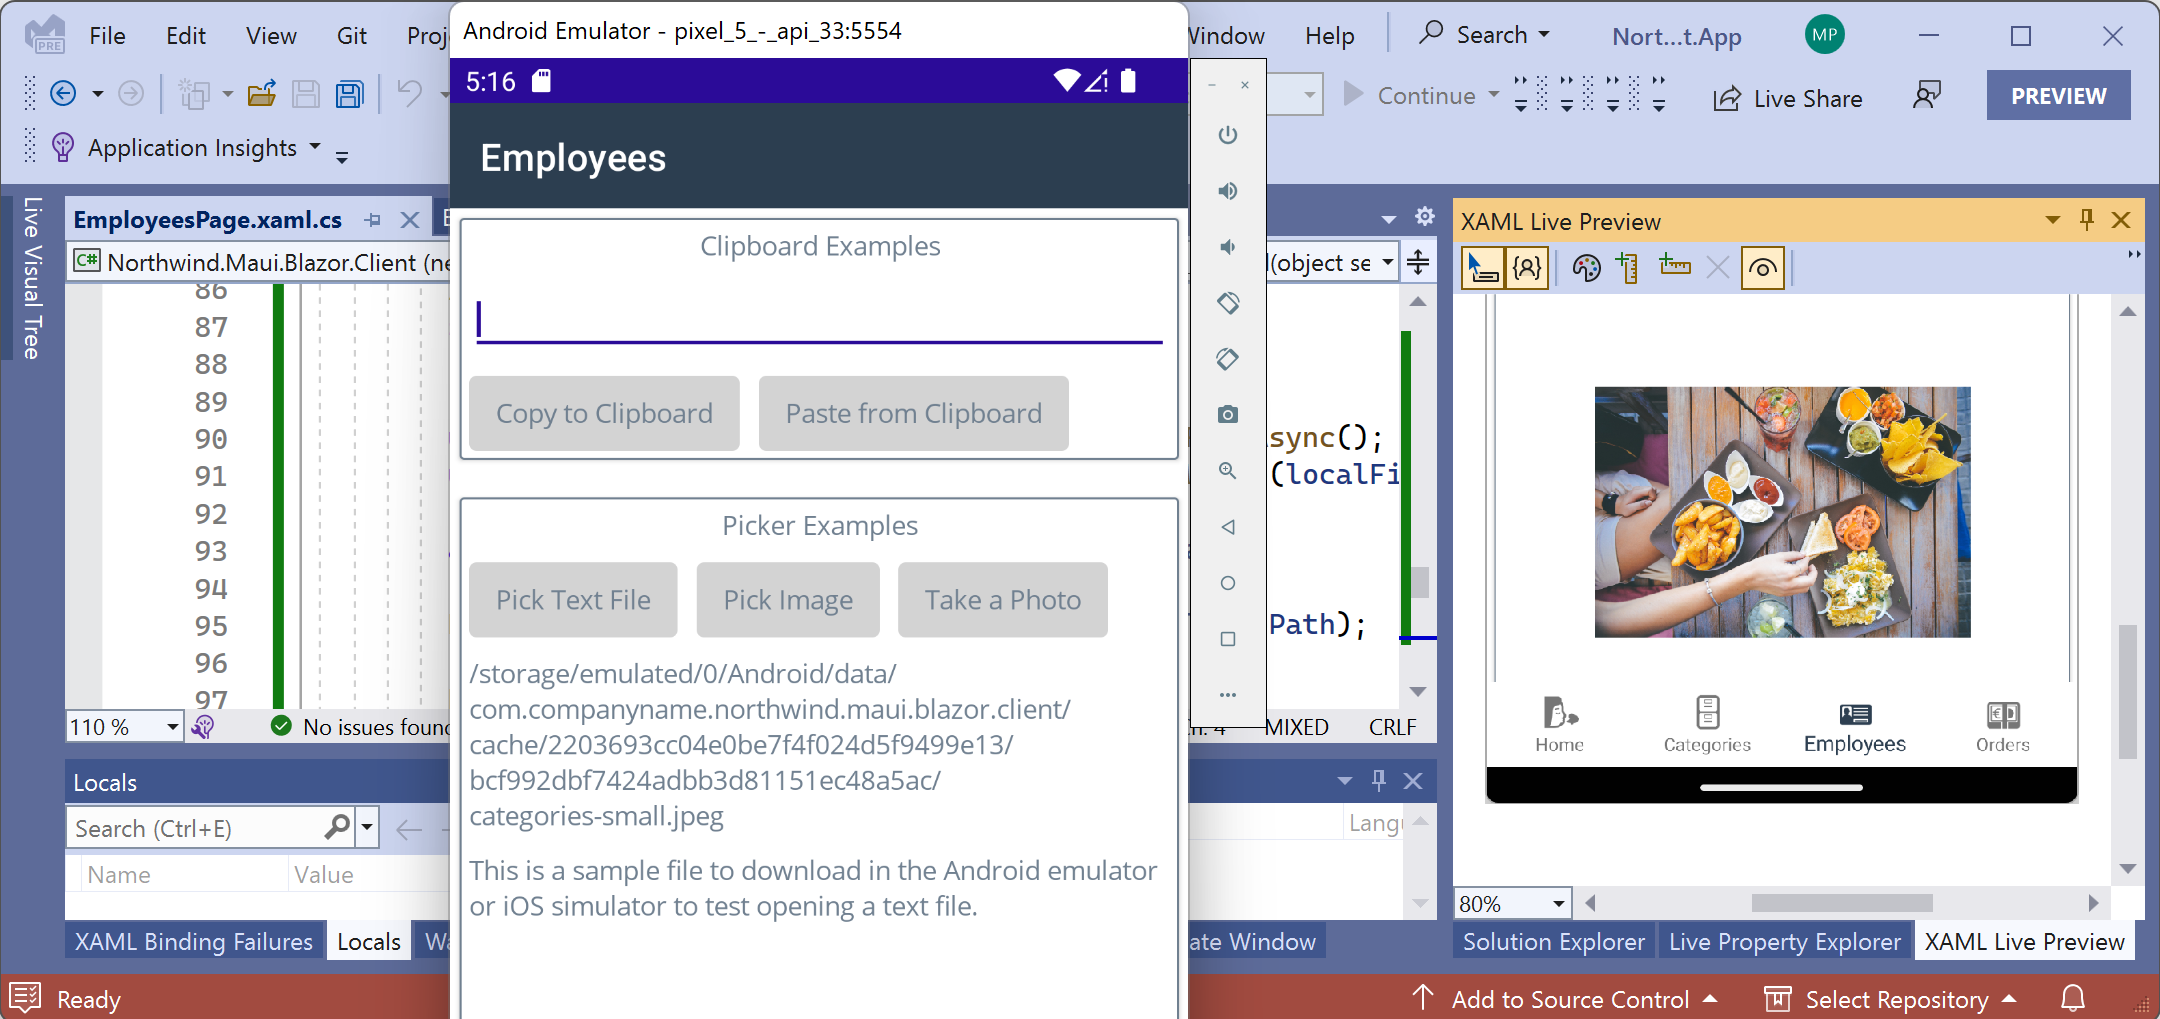 File Edit View Git Proj
Window Help Search Nort...t.App MP
PRE
Continue Live Share PREVIEW
Application Insights
Android Emulator - pixel_5_-_api_33:5554
5:16
Employees
Clipboard Examples
Copy to Clipboard Paste from Clipboard
Picker Examples
Pick Text File Pick Image Take a Photo
/storage/emulated/0/Android/data/
com.companyname.northwind.maui.blazor.client/
cache/2203693cc04e0be7f4f024d5f9499e13/
bcf992dbf7424adbb3d81151ec48a5ac/
categories-small.jpeg
This is a sample file to download in the Android emulator
or iOS simulator to test opening a text file.
Live Visual Tree
EmployeesPage.xaml.cs
C# Northwind.Maui.Blazor.Client (ne
(object se
86
87
88
89
90
91
92
93
94
95
96
97
sync();
(localFi
Path);
110 % No issues foun
MIXED CRLF
Locals
Search (Ctrl+E)
Name Value
Lang
XAML Binding Failures Locals Wa
ate Window
XAML Live Preview
Home Categories Employees Orders
80%
Solution Explorer Live Property Explorer XAML Live Preview
Ready
Add to Source Control Select Repository